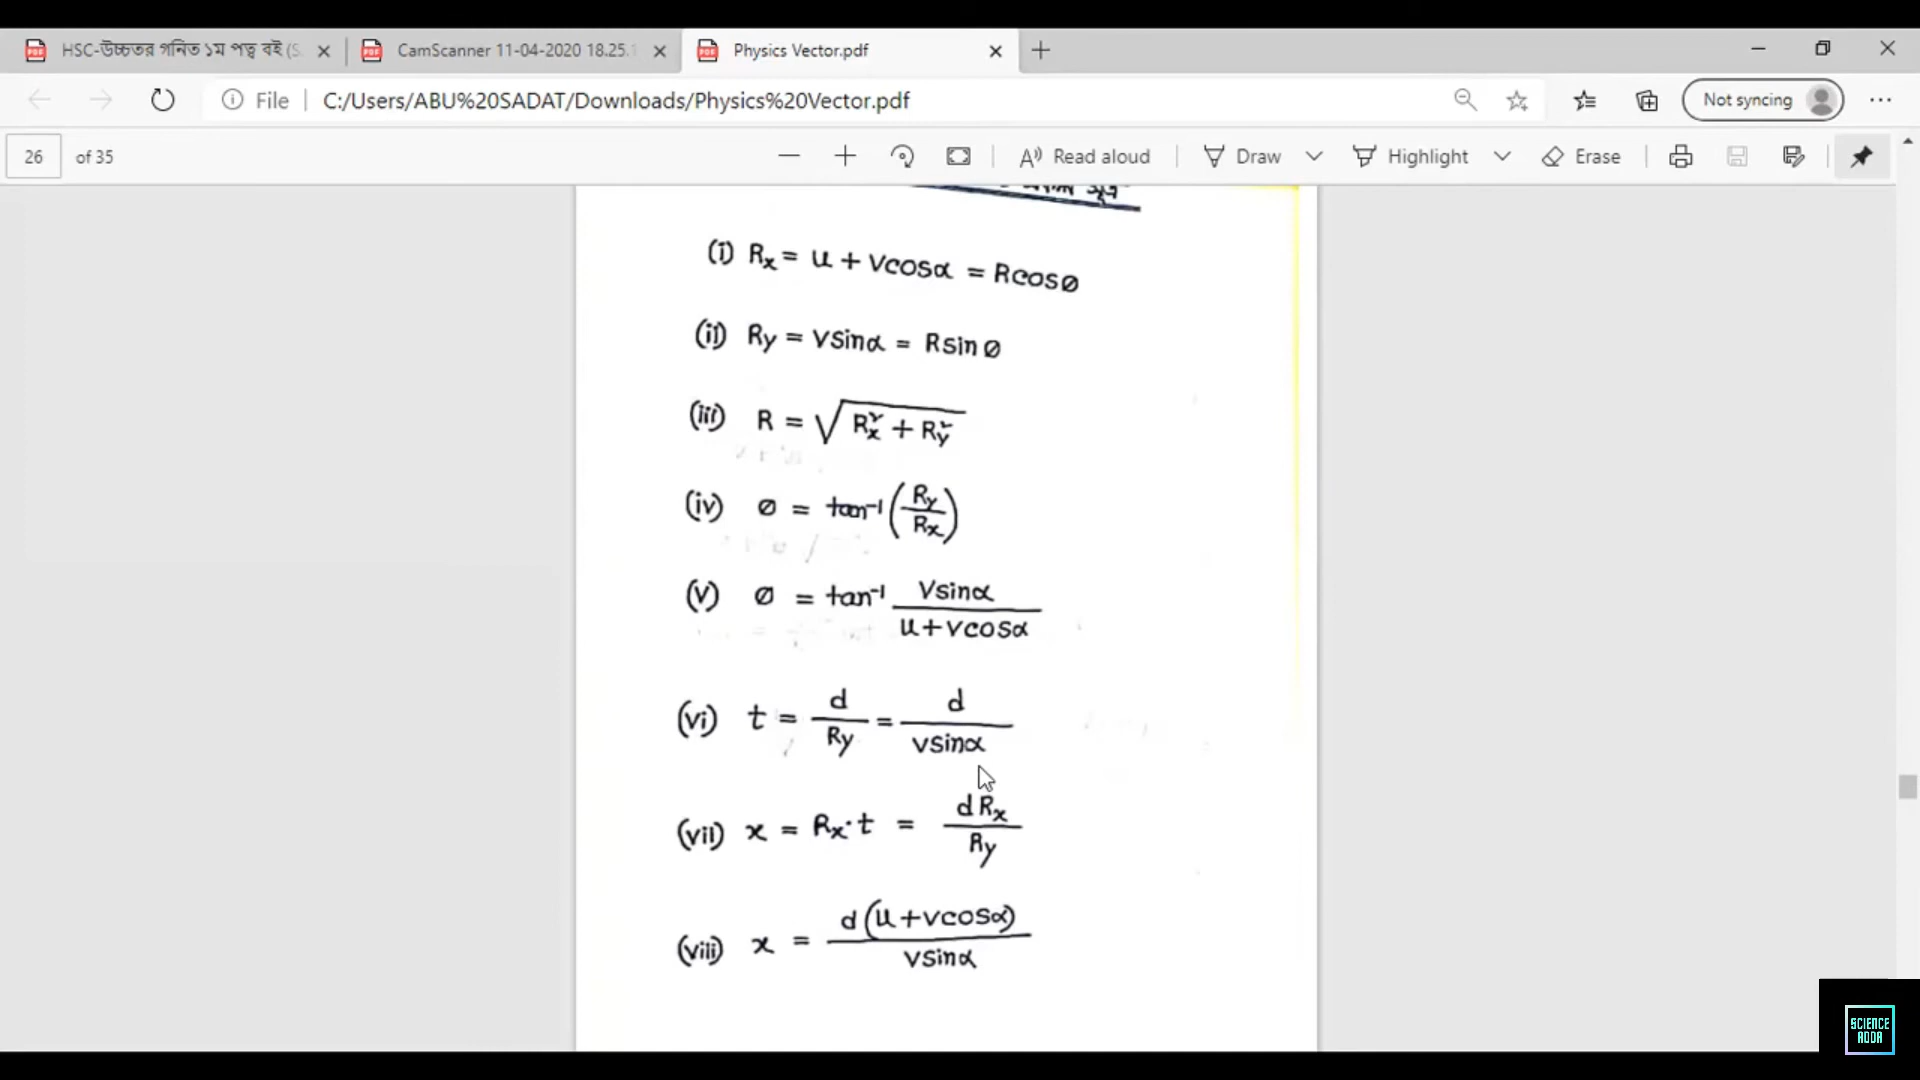 HSC-উচ্চতর গনিত ১ম পত্র বই (S.
CamScanner 11-04-2020 18.25.1
Physics Vector.pdf
File
C:/Users/ABU%20SADAT/Downloads/Physics%20Vector.pdf
Not syncing
26 of 35
Read aloud
Draw
Highlight
Erase
সূত্র
(i) Rx = u + vcosα = Rcosø
(ii) Ry = vsinα = Rsinø
(iii) R = √(Rx² + Ry²)
(iv) ø = tan⁻¹(Ry/Rx)
(v) ø = tan⁻¹ vsinα / u+vcosα
(vi) t = d/Ry = d/vsinα
(vii) x = Rx·t = dRx/Ry
(viii) x = d(u+vcosα)/vsinα
SCIENCE
ADDA